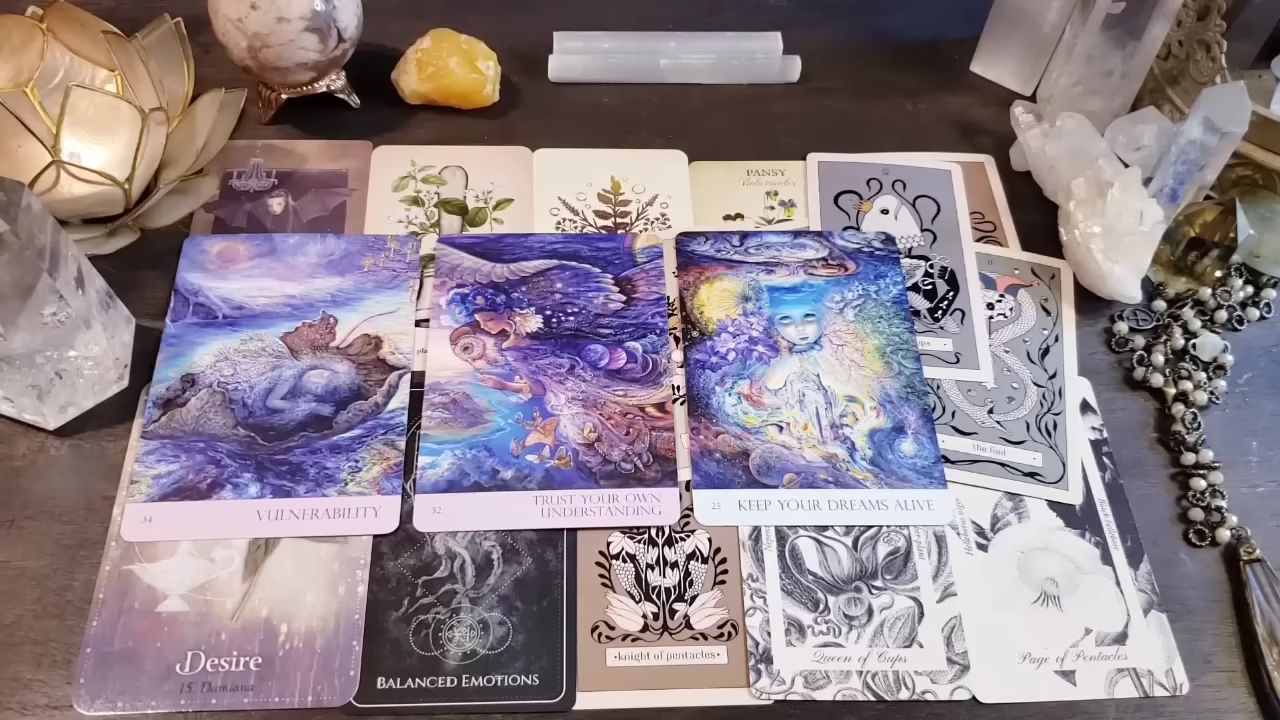 PANSY
34
VULNERABILITY
32
TRUST YOUR OWN
UNDERSTANDING
25
KEEP YOUR DREAMS ALIVE
the fool
Desire
15. Damiana
BALANCED EMOTIONS
•knight of pentacles•
Queen of Cups
Page of Pentacles